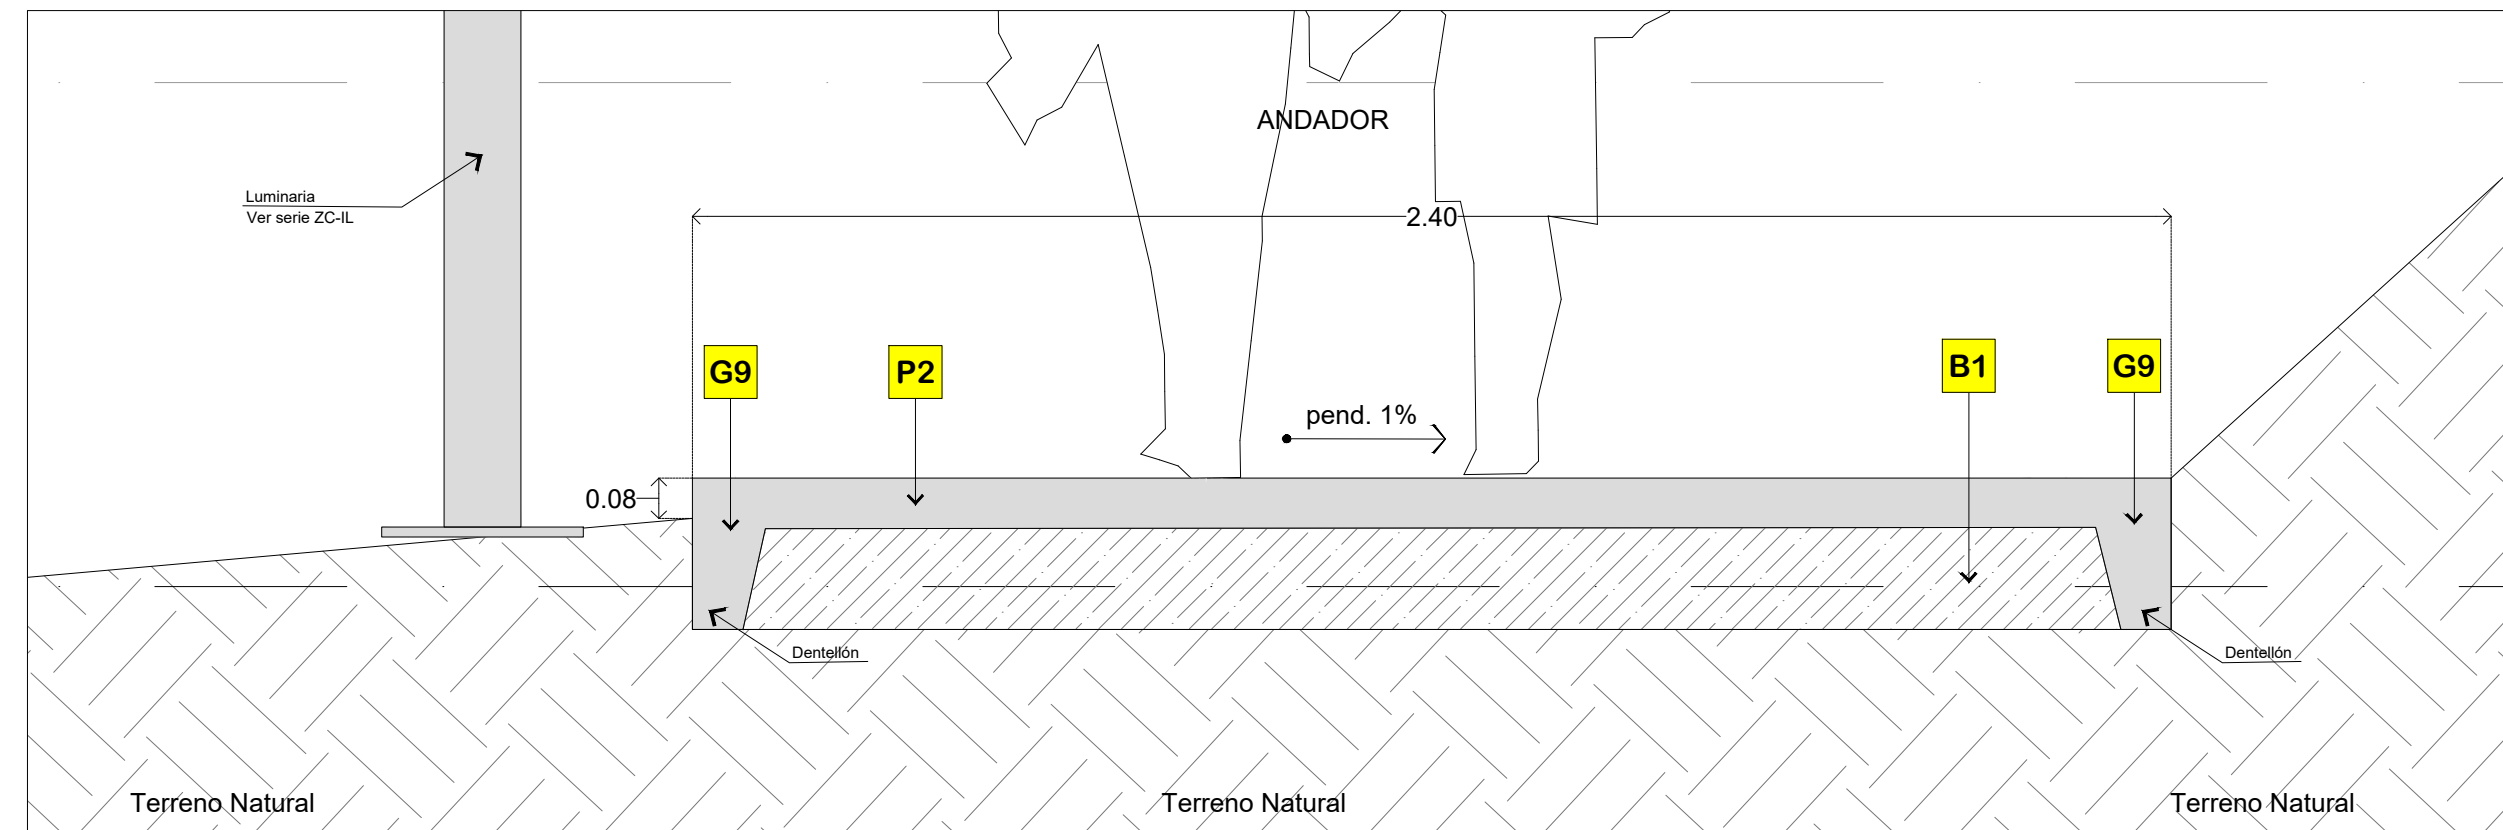 ANDADOR
Luminaria
Ver serie ZC-IL
2.40
G9
P2
B1
G9
pend. 1%
0.08
Dentellón
Dentellón
Terreno Natural
Terreno Natural
Terreno Natural